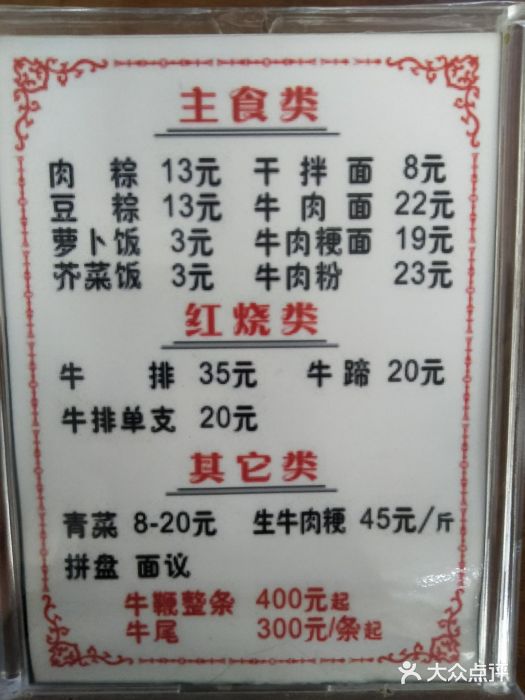 主食类
肉粽 13元 干拌面 8元
豆粽 13元 牛肉面 22元
萝卜饭 3元 牛肉粳面 19元
芥菜饭 3元 牛肉粉 23元
红烧类
牛排 35元 牛蹄 20元
牛排单支 20元
其它类
青菜 8-20元 生牛肉粳 45元/斤
拼盘 面议
牛鞭整条 400元起
牛尾 300元/条起
大众点评